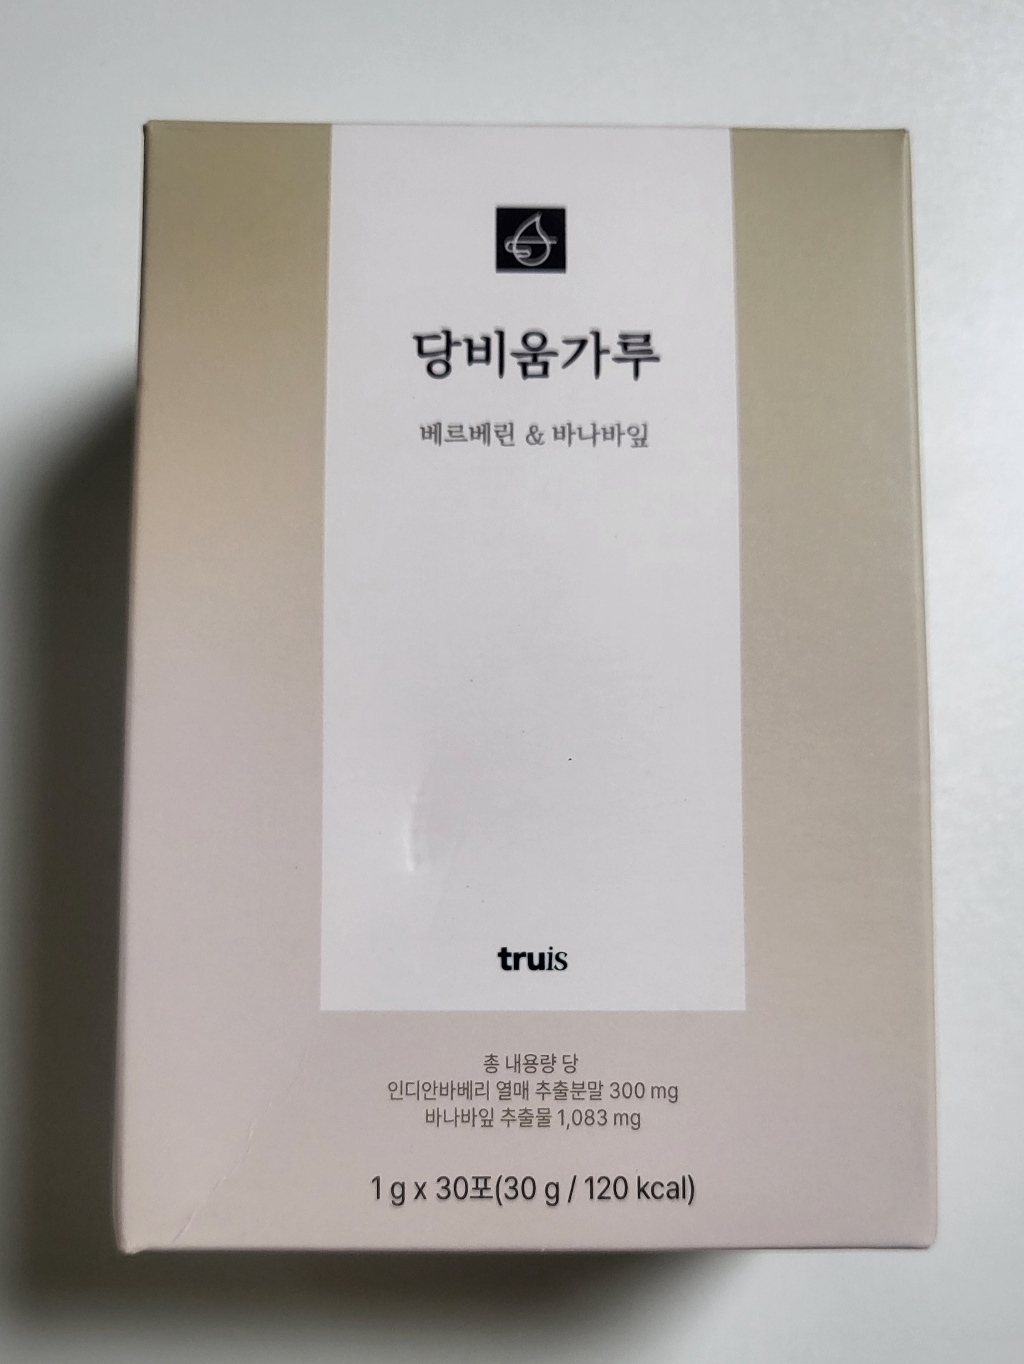 당비움가루
베르베린 & 바나바잎
truis
총 내용량 당
인디안바베리 열매 추출분말 300 mg
바나바잎 추출물 1,083 mg
1 g x 30포(30 g / 120 kcal)